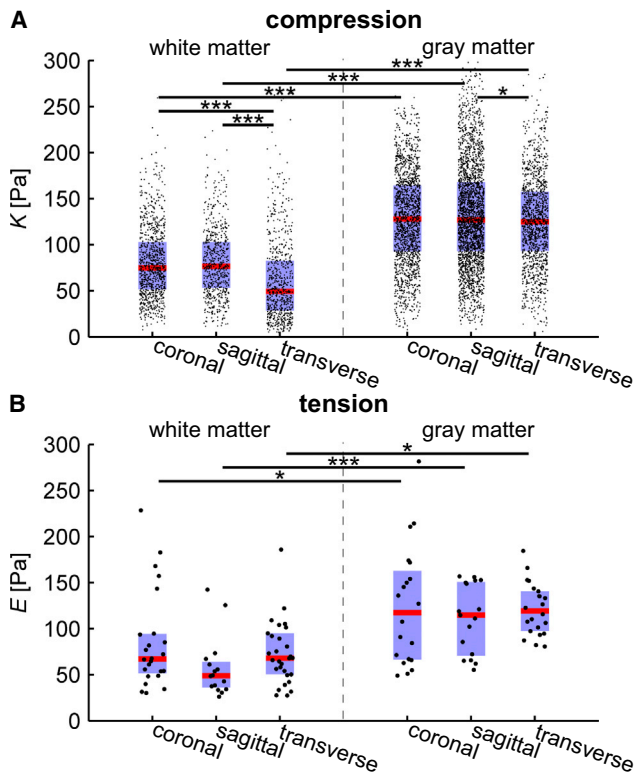 A compression
white matter gray matter
300
250
200
150
100
50
0
K [Pa]
***
***
***
***
***
*
coronal sagittal transverse coronal sagittal transverse
B tension
white matter gray matter
300
250
200
150
100
50
0
E [Pa]
*
***
*
coronal sagittal transverse coronal sagittal transverse